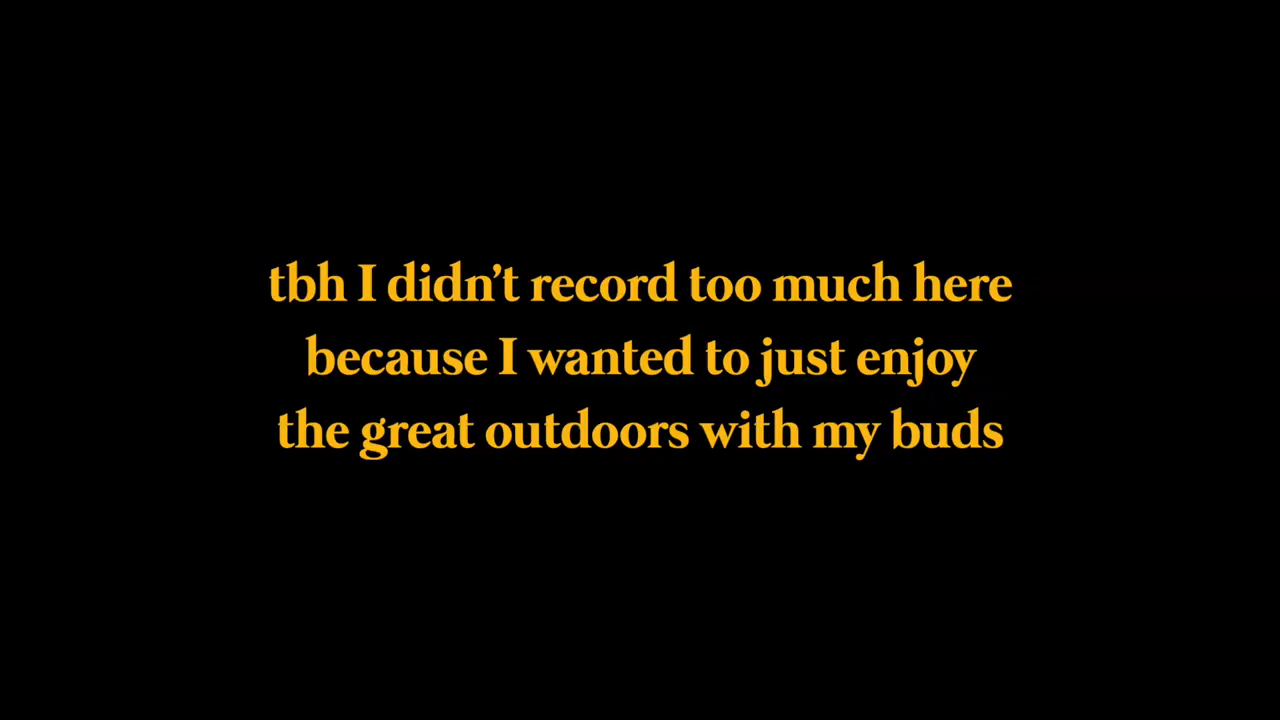 tbh I didn’t record too much here
because I wanted to just enjoy
the great outdoors with my buds